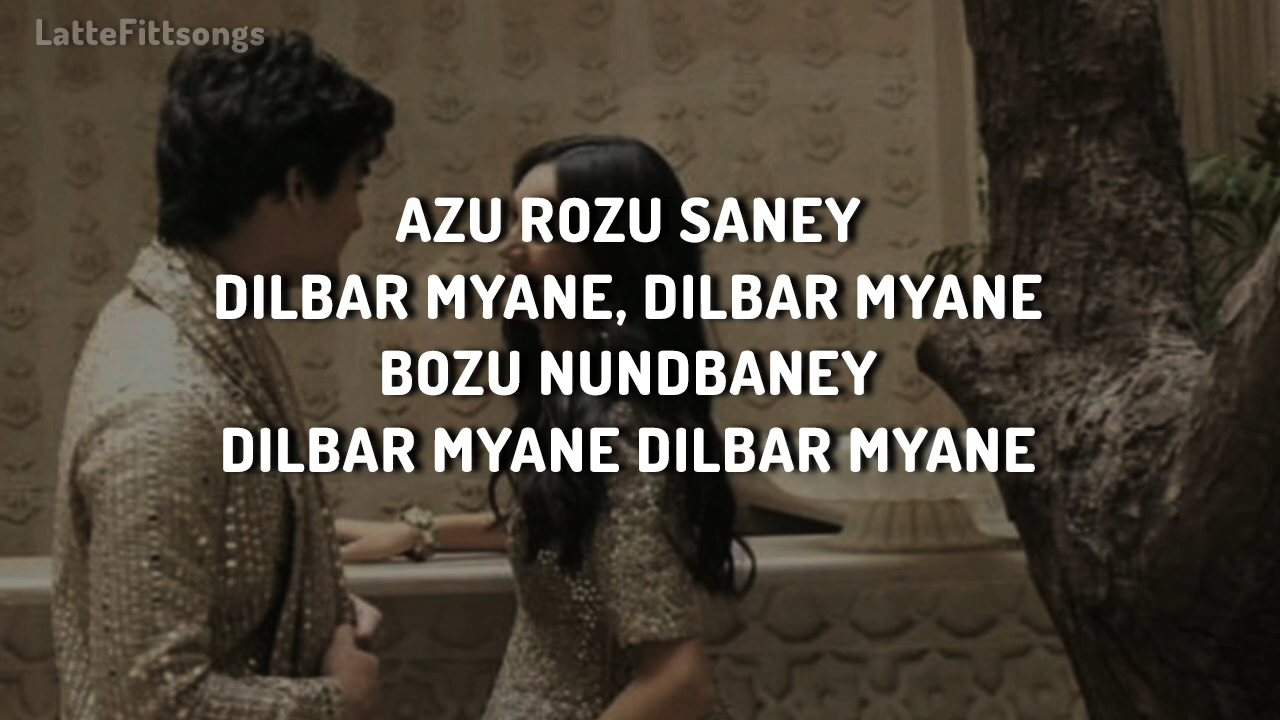 LatteFittsongs
AZU ROZU SANEY
DILBAR MYANE, DILBAR MYANE
BOZU NUNDBANEY
DILBAR MYANE DILBAR MYANE